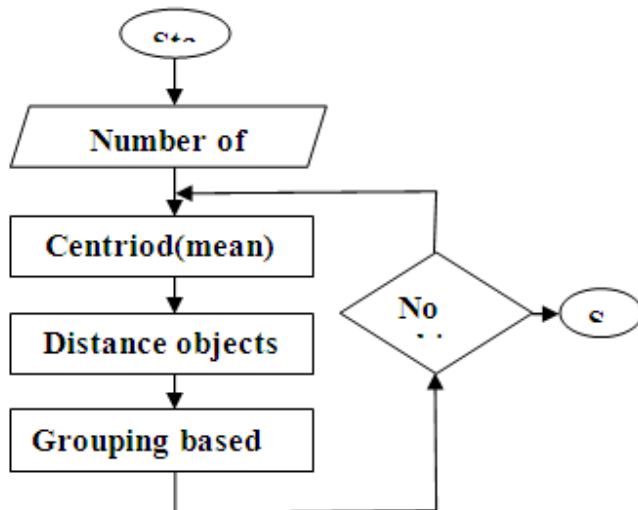 Number of
Centriod(mean)
Distance objects
Grouping based
No